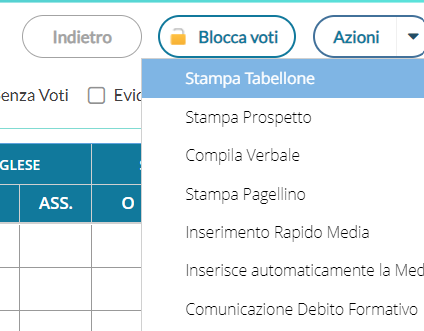 Indietro
Blocca voti
Azioni
enza Voti
Evid
Stampa Tabellone
Stampa Prospetto
Compila Verbale
Stampa Pagellino
Inserimento Rapido Media
Inserisce automaticamente la Med
Comunicazione Debito Formativo
GLESE
ASS.
O